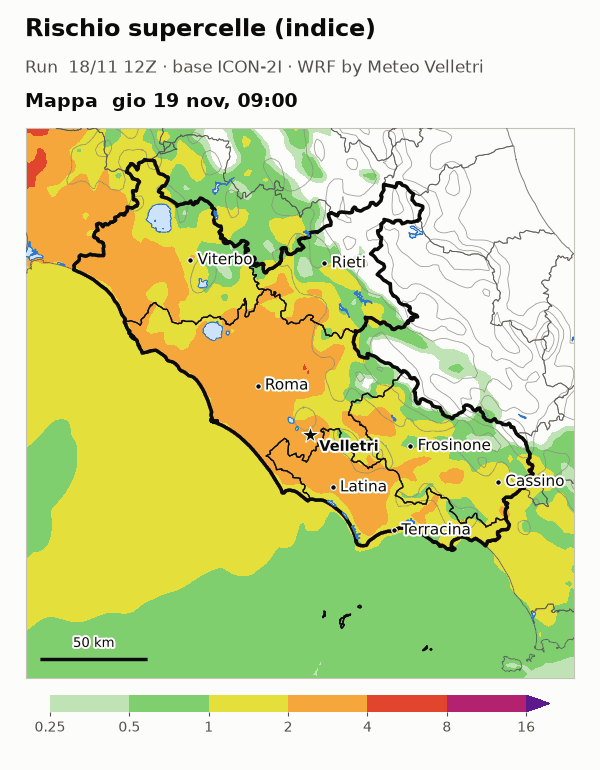 Rischio supercelle (indice)
Run  18/11 12Z · base ICON-2I · WRF by Meteo Velletri
Mappa  gio 19 nov, 09:00
Viterbo
Rieti
Roma
Velletri
Frosinone
Cassino
Latina
Terracina
50 km
0.25 0.5 1 2 4 8 16